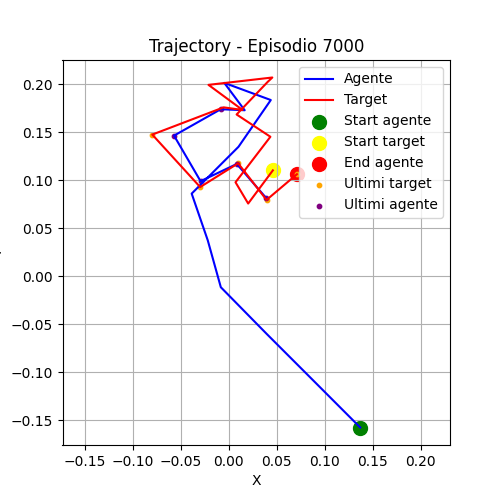 Trajectory - Episodio 7000
Agente
Target
Start agente
Start target
End agente
Ultimi target
Ultimi agente
0.20
0.15
0.10
0.05
0.00
−0.05
−0.10
−0.15
−0.15 −0.10 −0.05 0.00 0.05 0.10 0.15 0.20
X